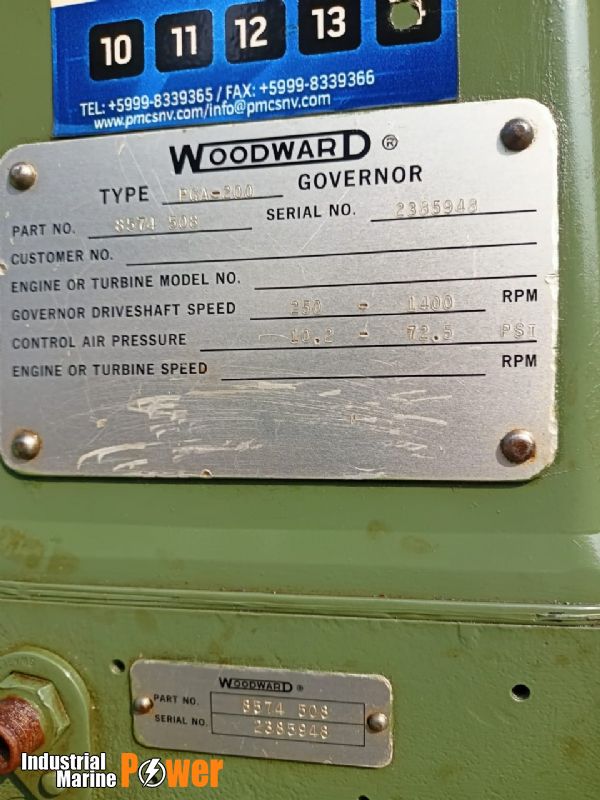 10 11 12 13
TEL: +5999-8339365 / FAX: +5999-8339366
www.pmcsnv.com/info@pmcsnv.com
WOODWARD ®
TYPE PGA-200 GOVERNOR
PART NO. 8574 508 SERIAL NO. 2385948
CUSTOMER NO.
ENGINE OR TURBINE MODEL NO.
GOVERNOR DRIVESHAFT SPEED 250 - 1400 RPM
CONTROL AIR PRESSURE 10.2 - 72.5 PSI
ENGINE OR TURBINE SPEED RPM
WOODWARD ®
PART NO. 8574 508
SERIAL NO. 2385948
Industrial
Marine Power